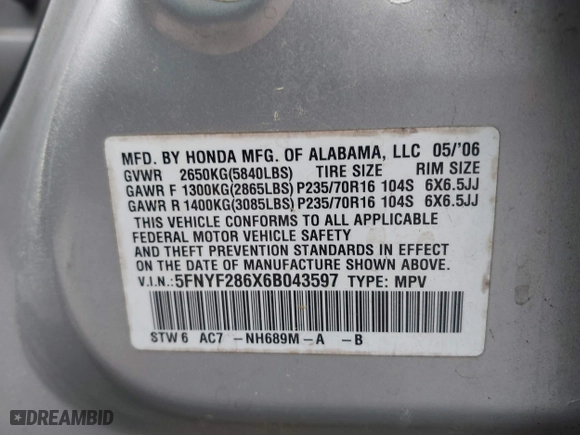 MFD. BY HONDA MFG. OF ALABAMA, LLC 05/'06
GVWR 2650KG(5840LBS) TIRE SIZE RIM SIZE
GAWR F 1300KG(2865LBS) P235/70R16 104S 6X6.5JJ
GAWR R 1400KG(3085LBS) P235/70R16 104S 6X6.5JJ
THIS VEHICLE CONFORMS TO ALL APPLICABLE
FEDERAL MOTOR VEHICLE SAFETY
AND THEFT PREVENTION STANDARDS IN EFFECT
ON THE DATE OF MANUFACTURE SHOWN ABOVE.
V.I.N.:5FNYF286X6B043597 TYPE: MPV
STW6 AC7 -NH689M-A -B
DREAMBID